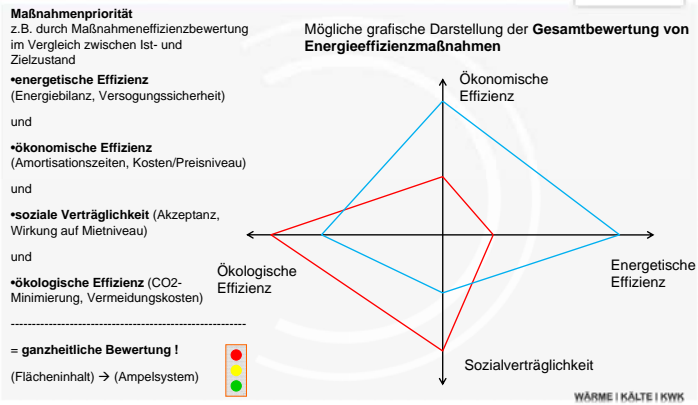 Maßnahmenpriorität
z.B. durch Maßnahmeneffizienzbewertung
im Vergleich zwischen Ist- und
Zielzustand
•energetische Effizienz
(Energiebilanz, Versogungssicherheit)
und
•ökonomische Effizienz
(Amortisationszeiten, Kosten/Preisniveau)
und
•soziale Verträglichkeit (Akzeptanz,
Wirkung auf Mietniveau)
und
•ökologische Effizienz (CO2-
Minimierung, Vermeidungskosten)
--------------------------------------------------------
= ganzheitliche Bewertung !
(Flächeninhalt) → (Ampelsystem)
Mögliche grafische Darstellung der Gesamtbewertung von
Energieeffizienzmaßnahmen
Ökonomische
Effizienz
Ökologische
Effizienz
Energetische
Effizienz
Sozialverträglichkeit
WÄRME | KÄLTE | KWK